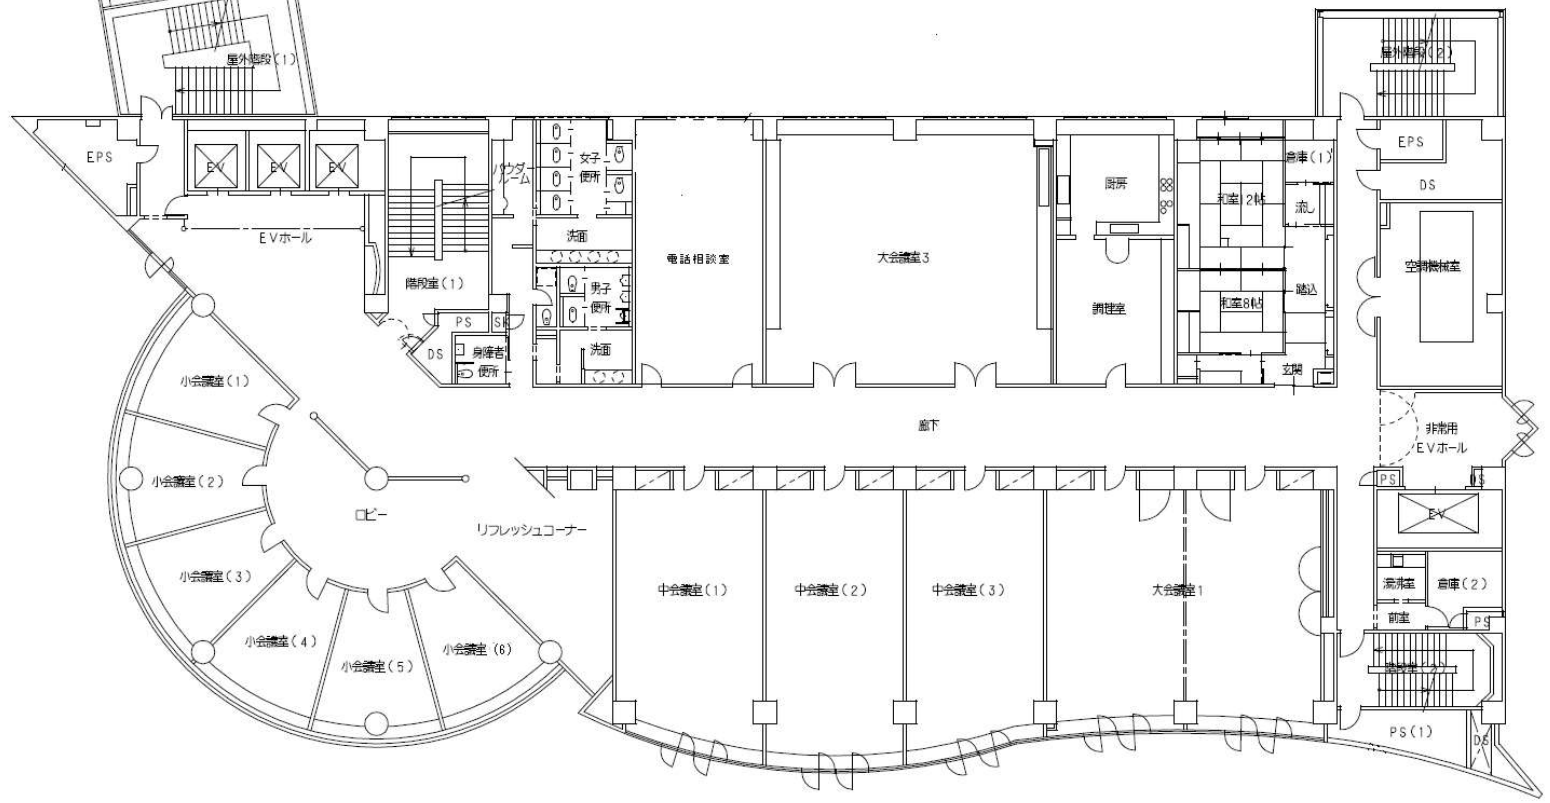 屋外階段(1)
屋外階段(2)
EPS
EV
EV
EV
パウダー
ルーム
女子
便所
洗面
EVホール
階段室(1)
男子
便所
洗面
PS
SK
DS
身障者
便所
電話相談室
大会議室3
厨房
調理室
和室12帖
和室8帖
倉庫(1)
流し
踏込
玄関
EPS
DS
空調機械室
小会議室(1)
小会議室(2)
小会議室(3)
小会議室(4)
小会議室(5)
小会議室(6)
ロビー
リフレッシュコーナー
廊下
非常用
EVホール
PS
DS
EV
中会議室(1)
中会議室(2)
中会議室(3)
大会議室1
湯沸室
倉庫(2)
前室
PS
階段室(2)
PS(1)
DS